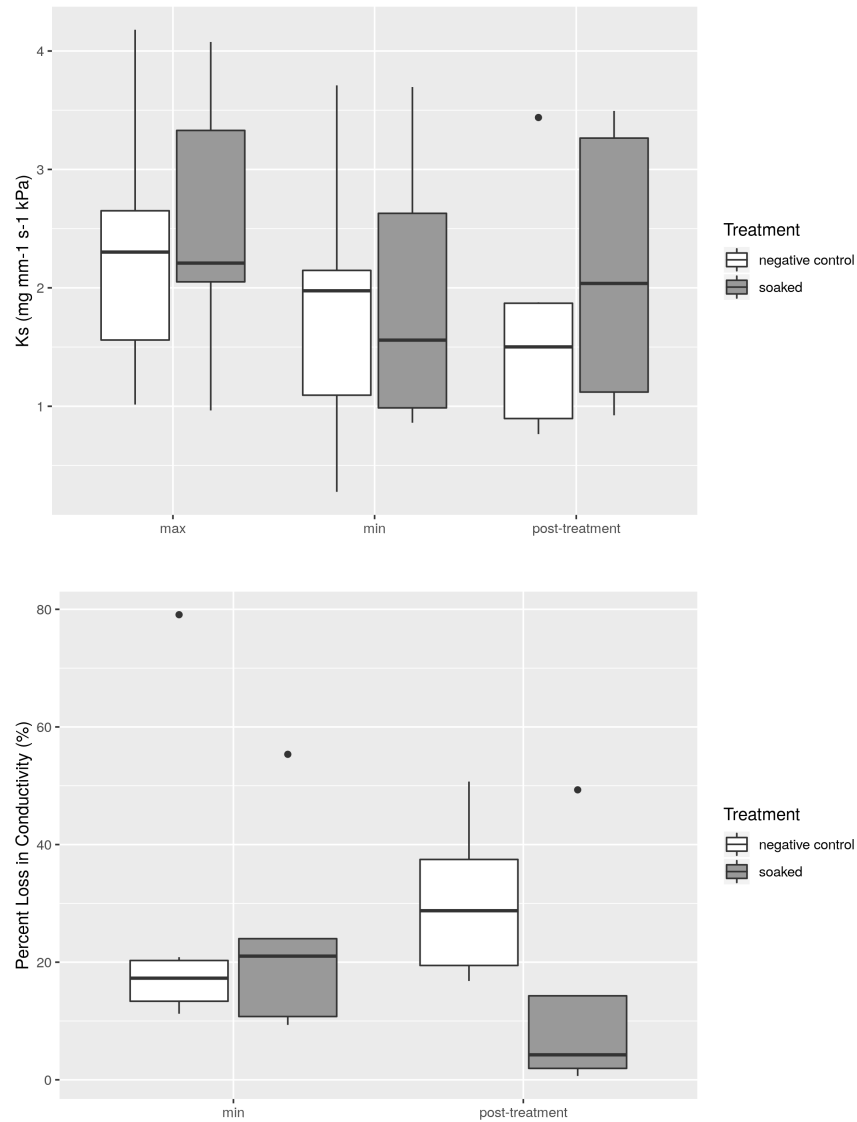 4
3
2
1
Ks (mg mm-1 s-1 kPa)
max
min
post-treatment
Treatment
negative control
soaked
80
60
40
20
0
Percent Loss in Conductivity (%)
min
post-treatment
Treatment
negative control
soaked